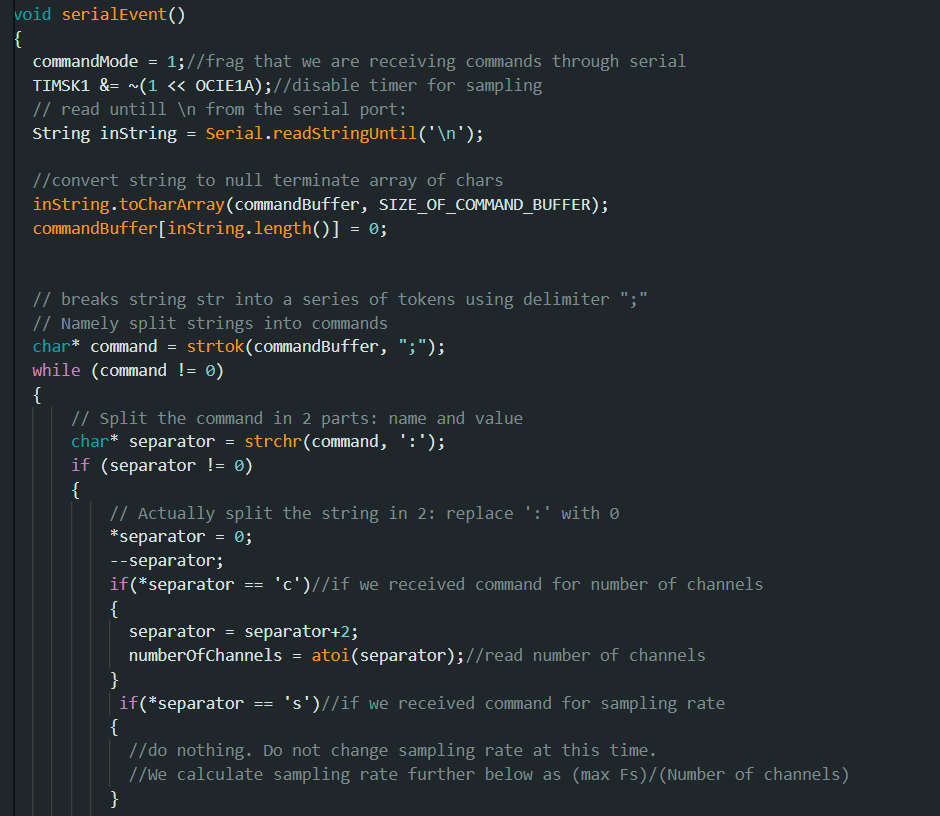 void serialEvent()
{
commandMode = 1;//frag that we are receiving commands through serial
TIMSK1 &= ~(1 << OCIE1A);//disable timer for sampling
// read untill \n from the serial port:
String inString = Serial.readStringUntil('\n');
//convert string to null terminate array of chars
inString.toCharArray(commandBuffer, SIZE_OF_COMMAND_BUFFER);
commandBuffer[inString.length()] = 0;
// breaks string str into a series of tokens using delimiter ";"
// Namely split strings into commands
char* command = strtok(commandBuffer, ";");
while (command != 0)
{
// Split the command in 2 parts: name and value
char* separator = strchr(command, ':');
if (separator != 0)
{
// Actually split the string in 2: replace ':' with 0
*separator = 0;
--separator;
if(*separator == 'c')//if we received command for number of channels
{
separator = separator+2;
numberOfChannels = atoi(separator);//read number of channels
}
if(*separator == 's')//if we received command for sampling rate
{
//do nothing. Do not change sampling rate at this time.
//We calculate sampling rate further below as (max Fs)/(Number of channels)
}